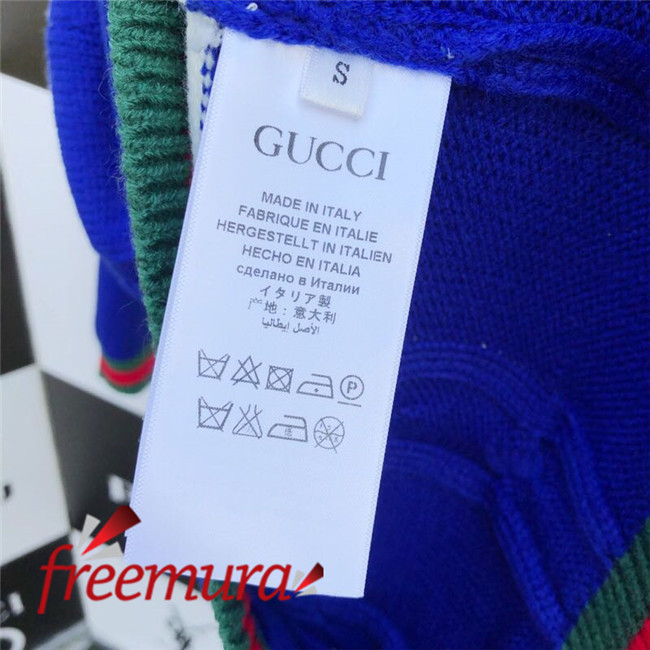 S
GUCCI
MADE IN ITALY
FABRIQUE EN ITALIE
HERGESTELLT IN ITALIEN
HECHO EN ITALIA
сделано в Италии
イタリア製
地：意大利
الأصل إيطاليا
P
freemura